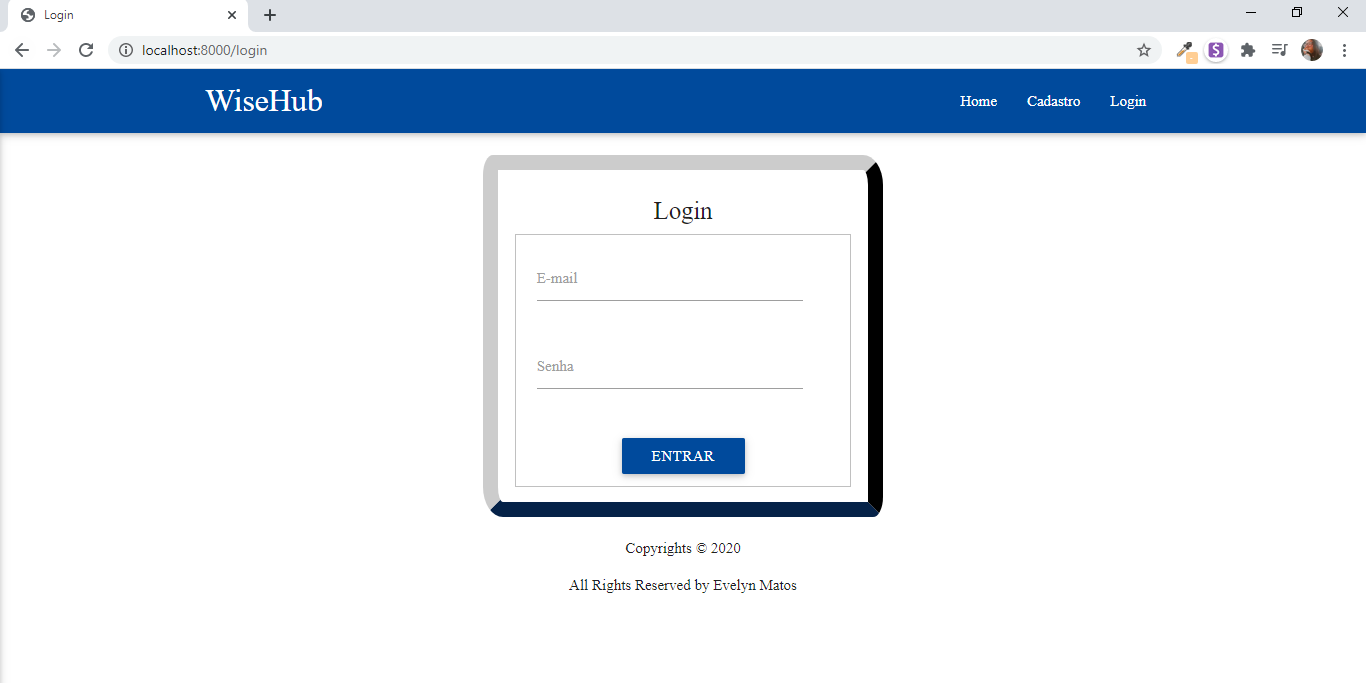 Login
localhost:8000/login
WiseHub
Home Cadastro Login
Login
E-mail
Senha
ENTRAR
Copyrights © 2020
All Rights Reserved by Evelyn Matos